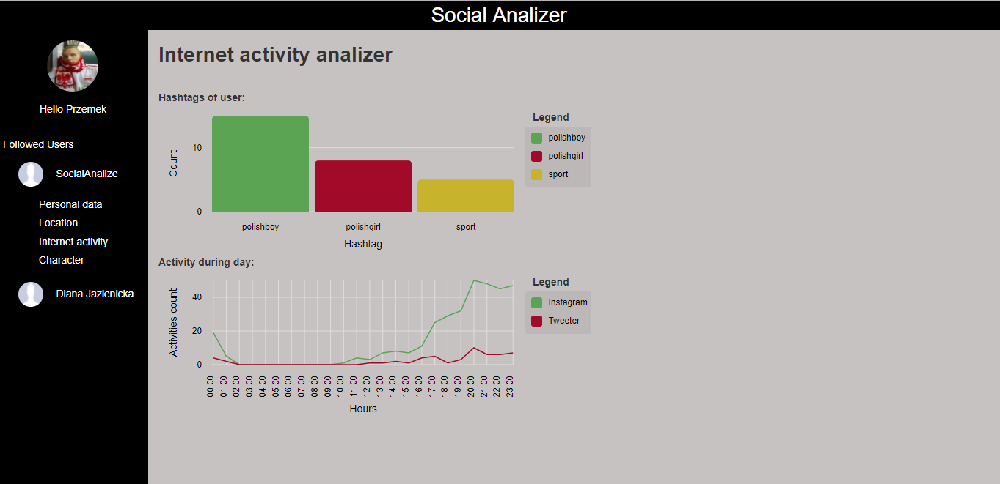 Social Analizer
Hello Przemek
Followed Users
SocialAnalize
Personal data
Location
Internet activity
Character
Diana Jazienicka
Internet activity analizer
Hashtags of user:
Count
10
0
polishboy polishgirl sport
Hashtag
Legend
polishboy
polishgirl
sport
Activity during day:
Activities count
40
20
0
00:00 01:00 02:00 03:00 04:00 05:00 06:00 07:00 08:00 09:00 10:00 11:00 12:00 13:00 14:00 15:00 16:00 17:00 18:00 19:00 20:00 21:00 22:00 23:00
Hours
Legend
Instagram
Tweeter